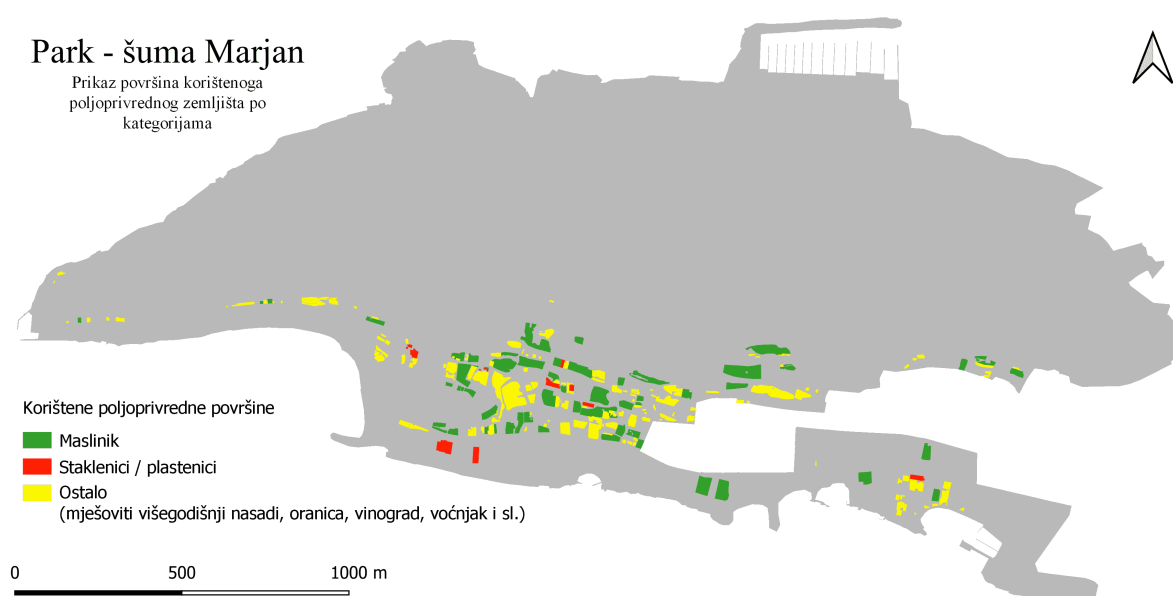 Park - šuma Marjan
Prikaz površina korištenoga
poljoprivrednog zemljišta po
kategorijama
Korištene poljoprivredne površine
Maslinik
Staklenici / plastenici
Ostalo
(mješoviti višegodišnji nasadi, oranica, vinograd, voćnjak i sl.)
0 500 1000 m